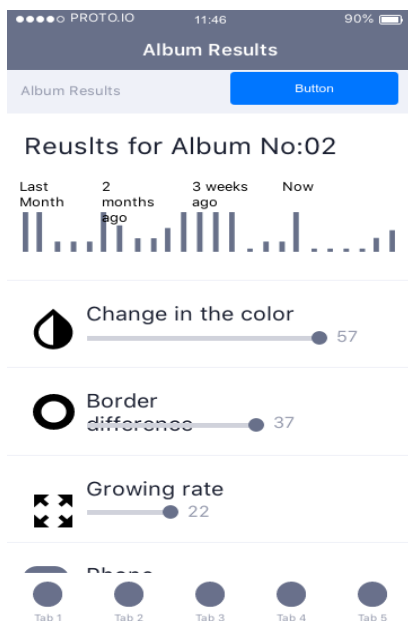 PROTO.IO 11:46 90%
Album Results
Album Results Button
Reuslts for Album No:02
Last Month
2 months ago
3 weeks ago
Now
Change in the color
57
Border difference
37
Growing rate
22
Phone
Tab 1 Tab 2 Tab 3 Tab 4 Tab 5